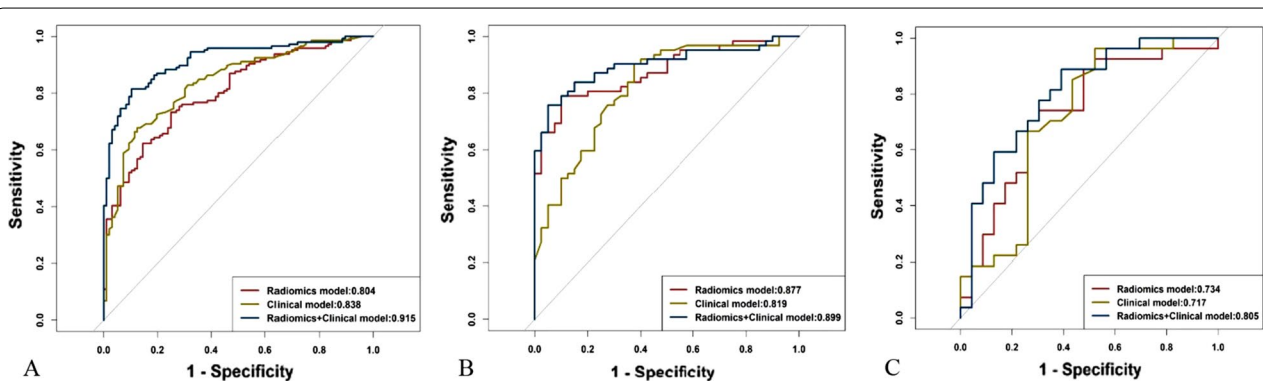 1.0
0.8
0.6
0.4
0.2
0.0
Sensitivity
Radiomics model:0.804
Clinical model:0.838
Radiomics+Clinical model:0.915
0.0 0.2 0.4 0.6 0.8 1.0
1 - Specificity
A
1.0
0.8
0.6
0.4
0.2
0.0
Sensitivity
Radiomics model:0.877
Clinical model:0.819
Radiomics+Clinical model:0.899
0.0 0.2 0.4 0.6 0.8 1.0
1 - Specificity
B
1.0
0.8
0.6
0.4
0.2
0.0
Sensitivity
Radiomics model:0.734
Clinical model:0.717
Radiomics+Clinical model:0.805
0.0 0.2 0.4 0.6 0.8 1.0
1 - Specificity
C